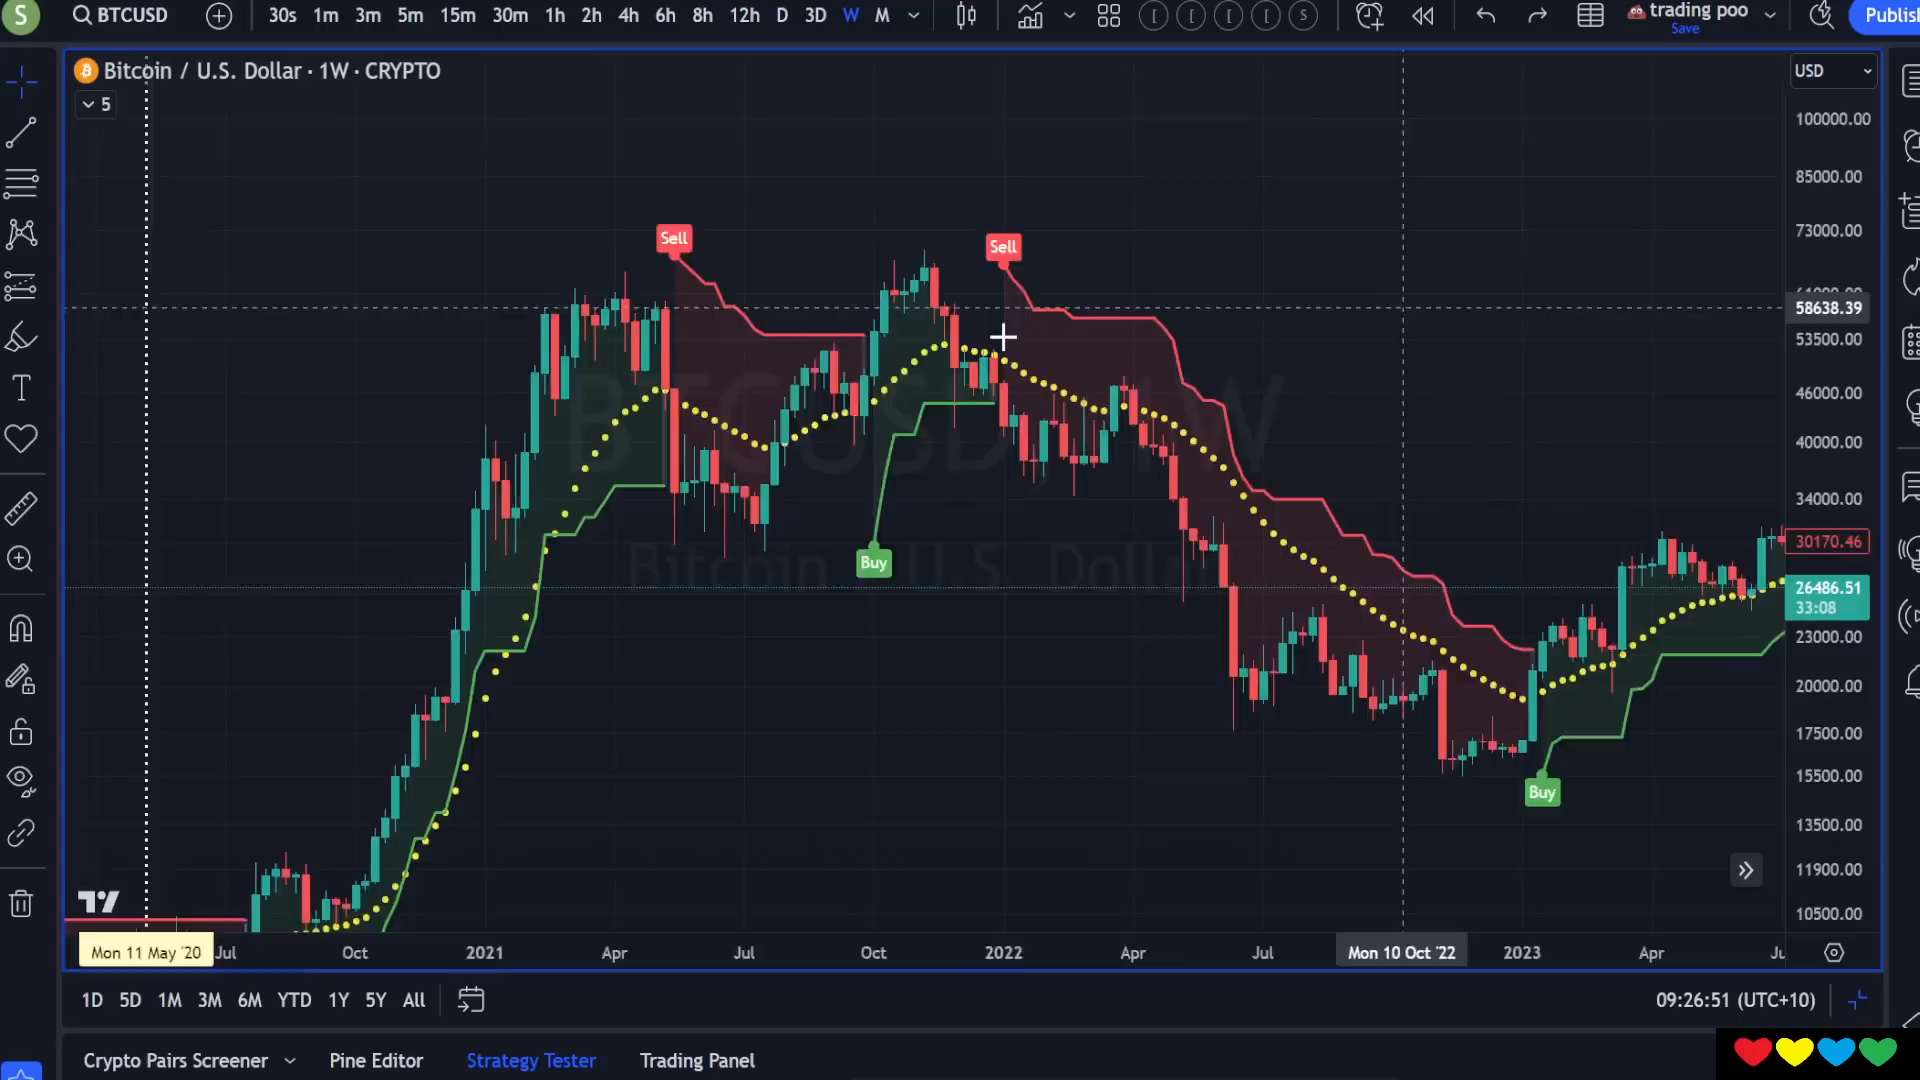 S BTCUSD 30s 1m 3m 5m 15m 30m 1h 2h 4h 6h 8h 12h D 3D W M S trading poo Publis
Save
Bitcoin / U.S. Dollar · 1W · CRYPTO
USD
5
100000.00
85000.00
73000.00
58638.39
53500.00
46000.00
40000.00
34000.00
30170.46
26486.51
33:08
23000.00
20000.00
17500.00
15500.00
13500.00
11900.00
10500.00
Sell
Sell
Buy
Buy
BTCUSD, 1W
Bitcoin / U.S. Dollar
Mon 11 May '20 Jul Oct 2021 Apr Jul Oct 2022 Apr Jul Mon 10 Oct '22 2023 Apr Ju
1D 5D 1M 3M 6M YTD 1Y 5Y All
09:26:51 (UTC+10)
Crypto Pairs Screener Pine Editor Strategy Tester Trading Panel